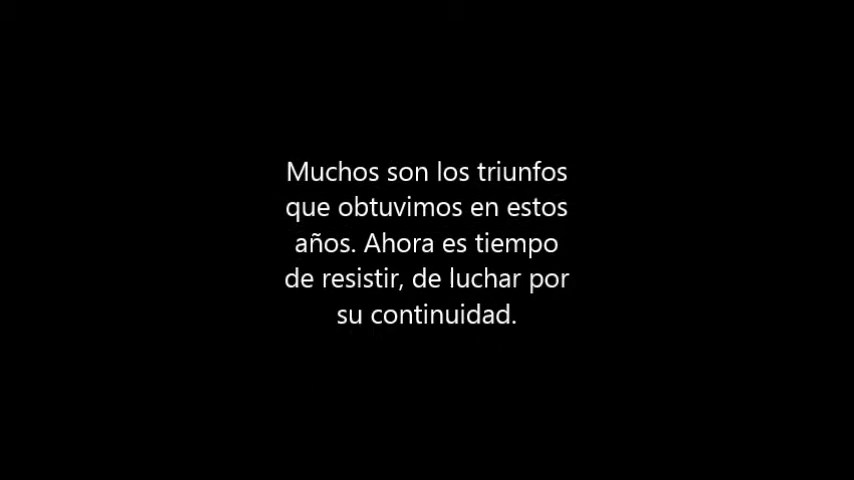 Muchos son los triunfos
que obtuvimos en estos
años. Ahora es tiempo
de resistir, de luchar por
su continuidad.